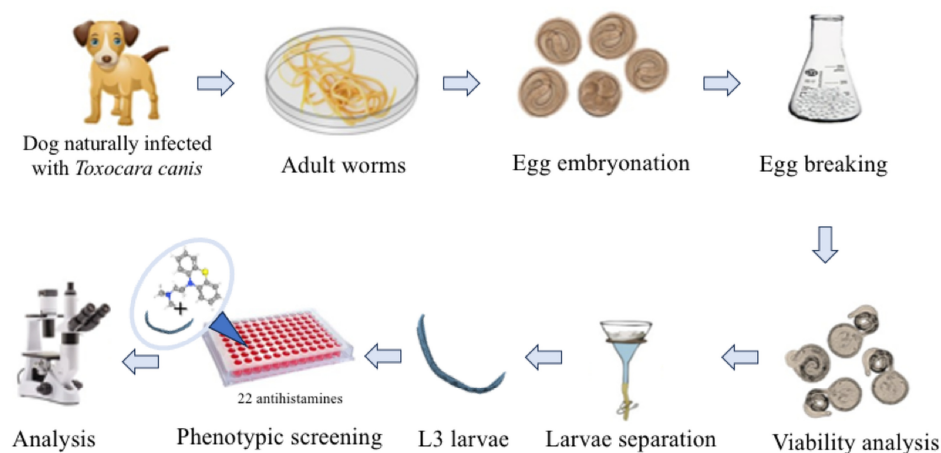 Dog naturally infected
with Toxocara canis
Adult worms
Egg embryonation
Egg breaking
Analysis
22 antihistamines
Phenotypic screening
L3 larvae
Larvae separation
Viability analysis